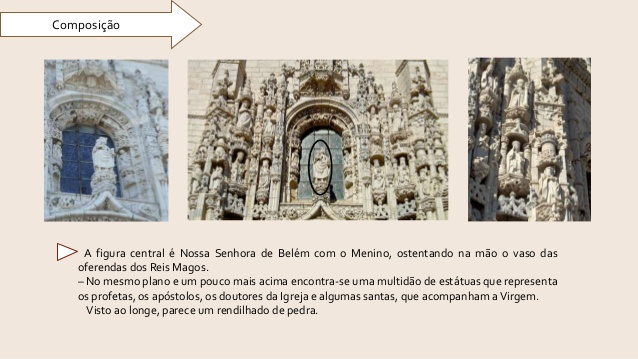 Composição
A figura central é Nossa Senhora de Belém com o Menino, ostentando na mão o vaso das
oferendas dos Reis Magos.
– No mesmo plano e um pouco mais acima encontra-se uma multidão de estátuas que representa
os profetas, os apóstolos, os doutores da Igreja e algumas santas, que acompanham a Virgem.
Visto ao longe, parece um rendilhado de pedra.